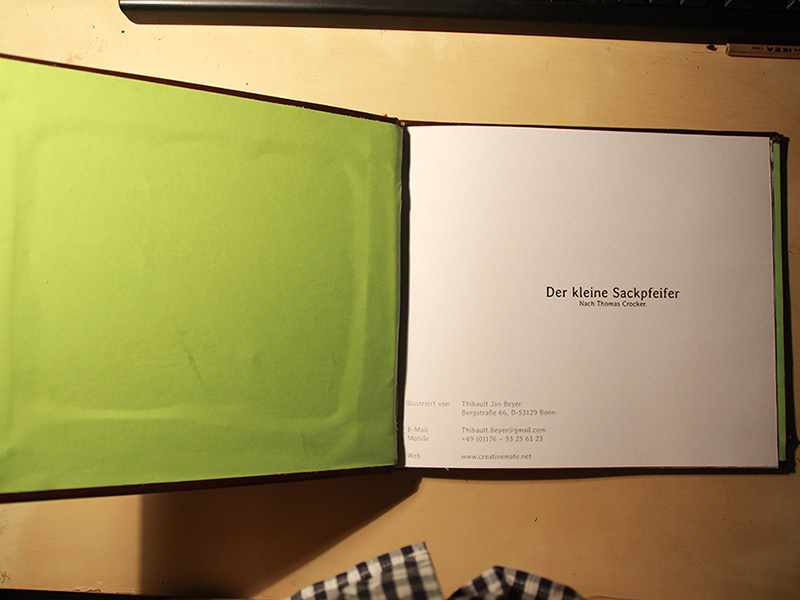 IKEA
Der kleine Sackpfeifer
Nach Thomas Crocker.
Illustriert von Thibault Jan Beyer
Bergstraße 66, D-53129 Bonn
E-Mail Thibault.Beyer@gmail.com
Mobile +49 (0)176 – 93 25 61 23
Web www.creativemate.net